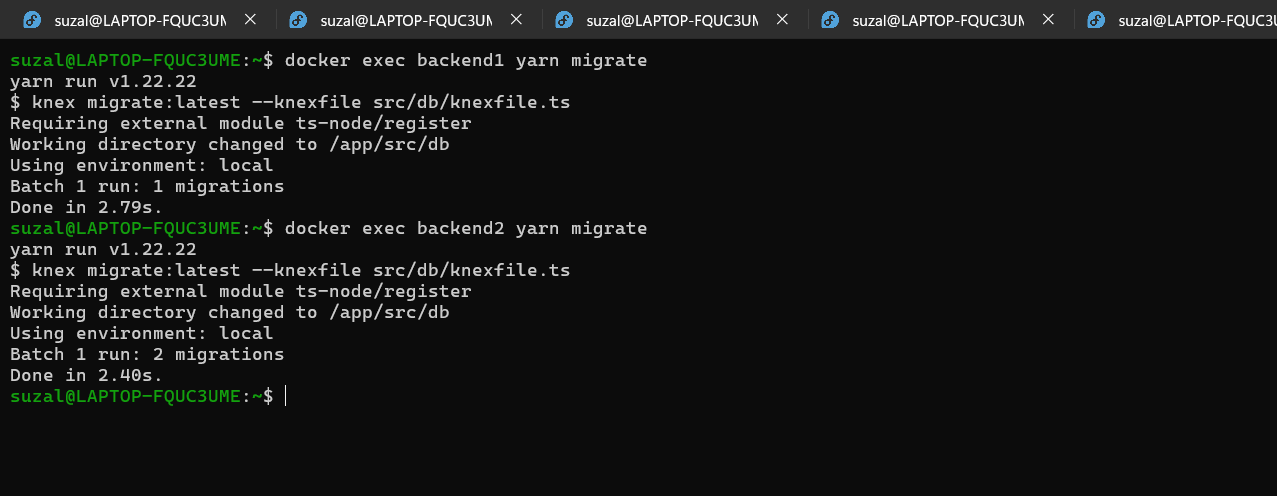 suzal@LAPTOP-FQUC3UM
suzal@LAPTOP-FQUC3UM
suzal@LAPTOP-FQUC3UM
suzal@LAPTOP-FQUC3UM
suzal@LAPTOP-FQUC3U
suzal@LAPTOP-FQUC3UME:~$ docker exec backend1 yarn migrate
yarn run v1.22.22
$ knex migrate:latest --knexfile src/db/knexfile.ts
Requiring external module ts-node/register
Working directory changed to /app/src/db
Using environment: local
Batch 1 run: 1 migrations
Done in 2.79s.
suzal@LAPTOP-FQUC3UME:~$ docker exec backend2 yarn migrate
yarn run v1.22.22
$ knex migrate:latest --knexfile src/db/knexfile.ts
Requiring external module ts-node/register
Working directory changed to /app/src/db
Using environment: local
Batch 1 run: 2 migrations
Done in 2.40s.
suzal@LAPTOP-FQUC3UME:~$